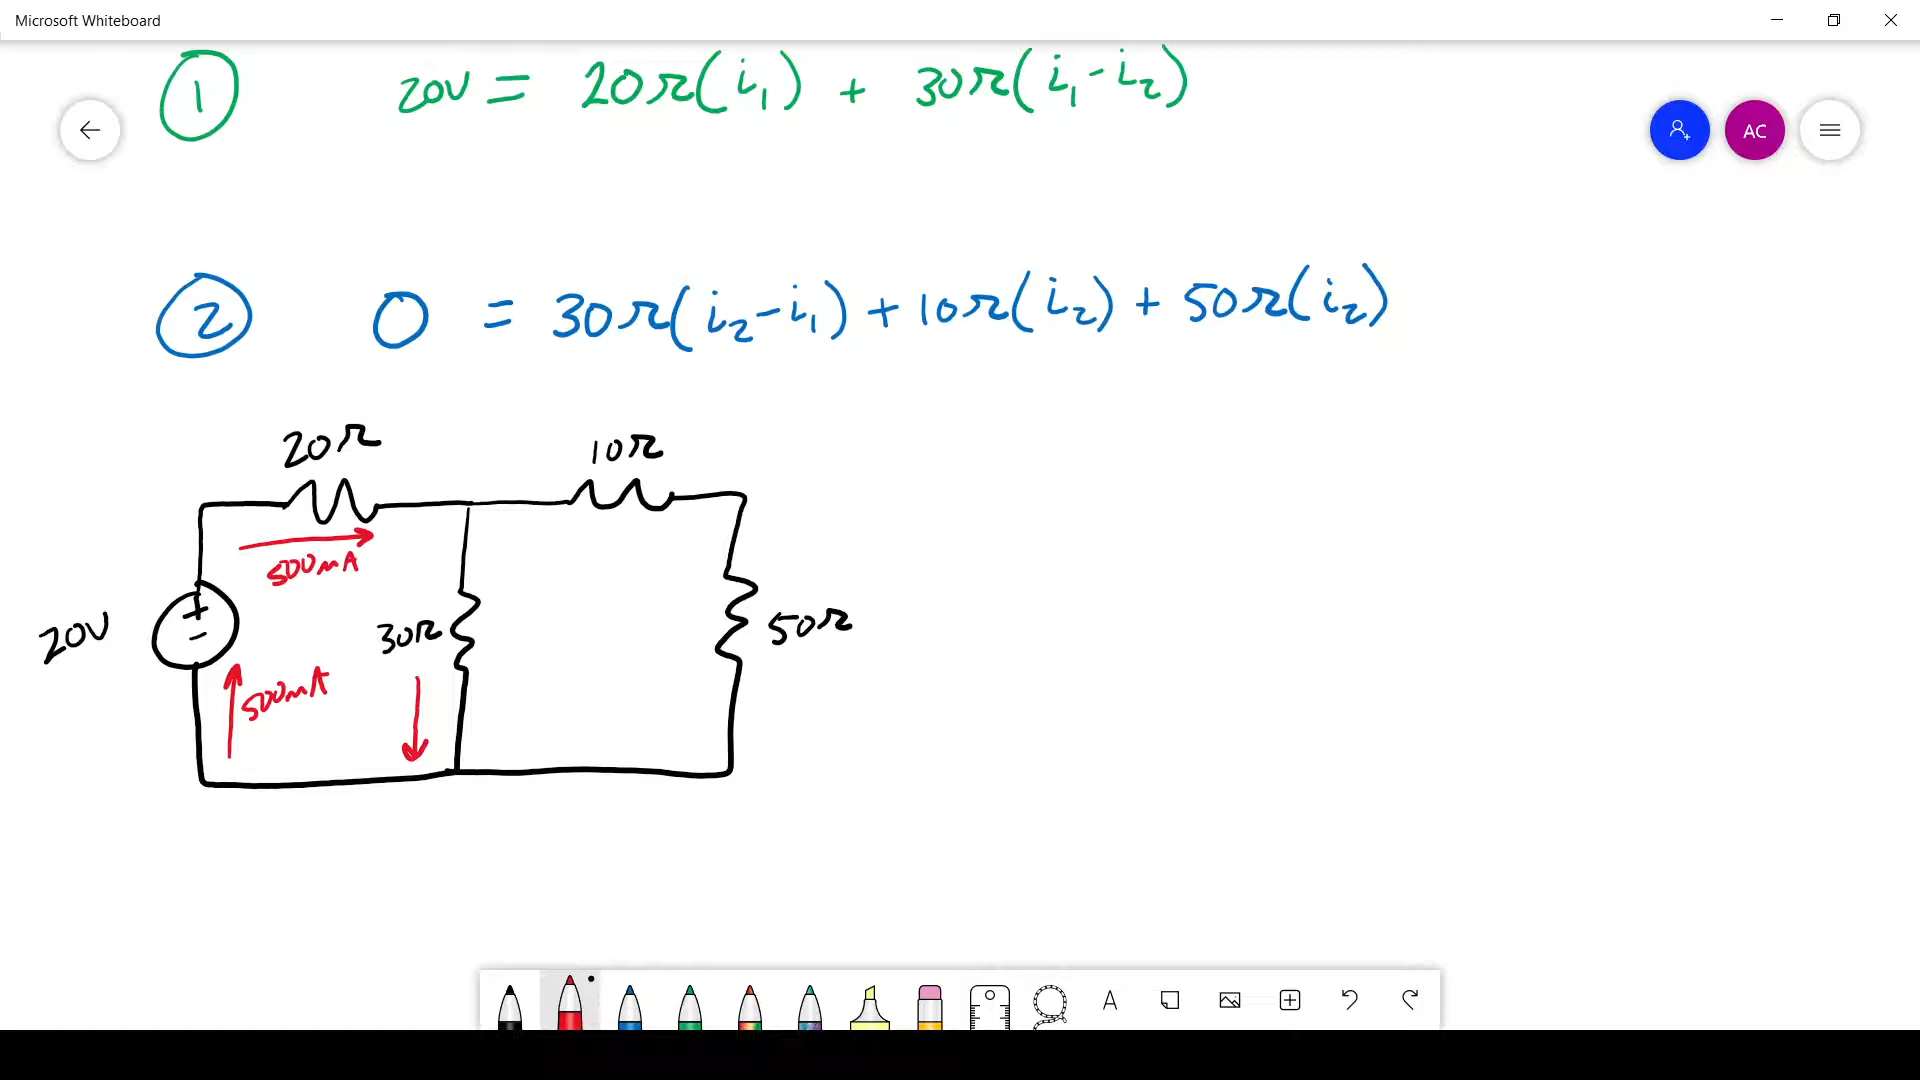 Microsoft Whiteboard
① 20V = 20Ω(i₁) + 30Ω(i₁-i₂)
AC
② 0 = 30Ω(i₂-i₁) + 10Ω(i₂) + 50Ω(i₂)
20Ω
10Ω
500mA
20V
+
-
30Ω
50Ω
500mA
A